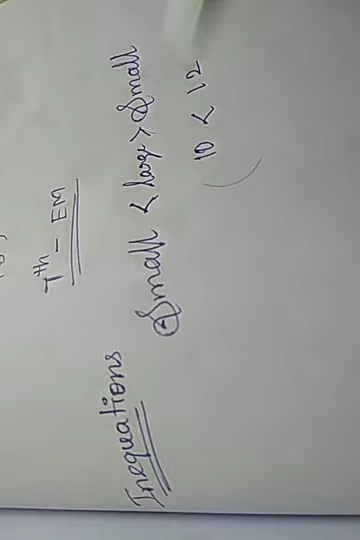 7th - EM
Inequations
Small < large > Small
10 < 12